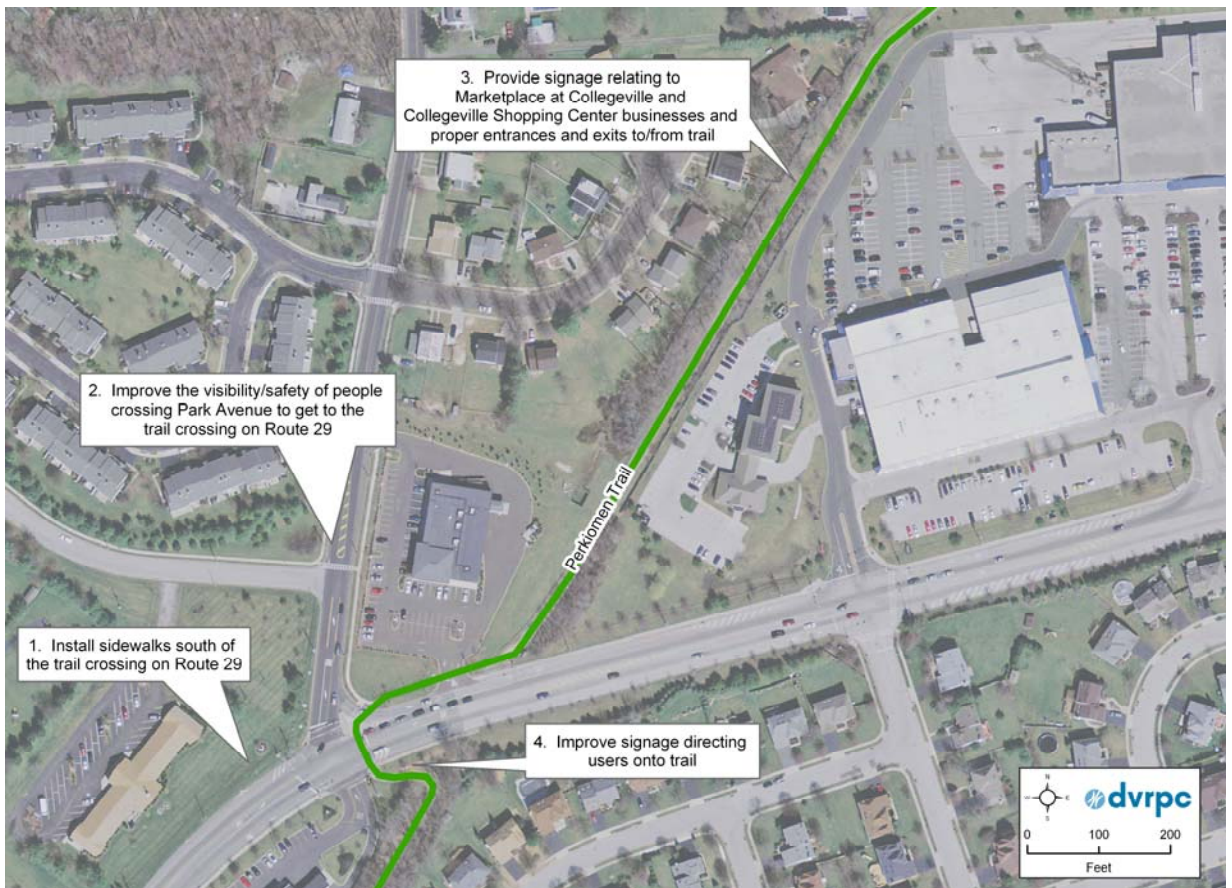 3. Provide signage relating to
Marketplace at Collegeville and
Collegeville Shopping Center businesses and
proper entrances and exits to/from trail
2. Improve the visibility/safety of people
crossing Park Avenue to get to the
trail crossing on Route 29
Perkiomen Trail
1. Install sidewalks south of
the trail crossing on Route 29
4. Improve signage directing
users onto trail
N
W
E
S
dvrpc
0 100 200
Feet